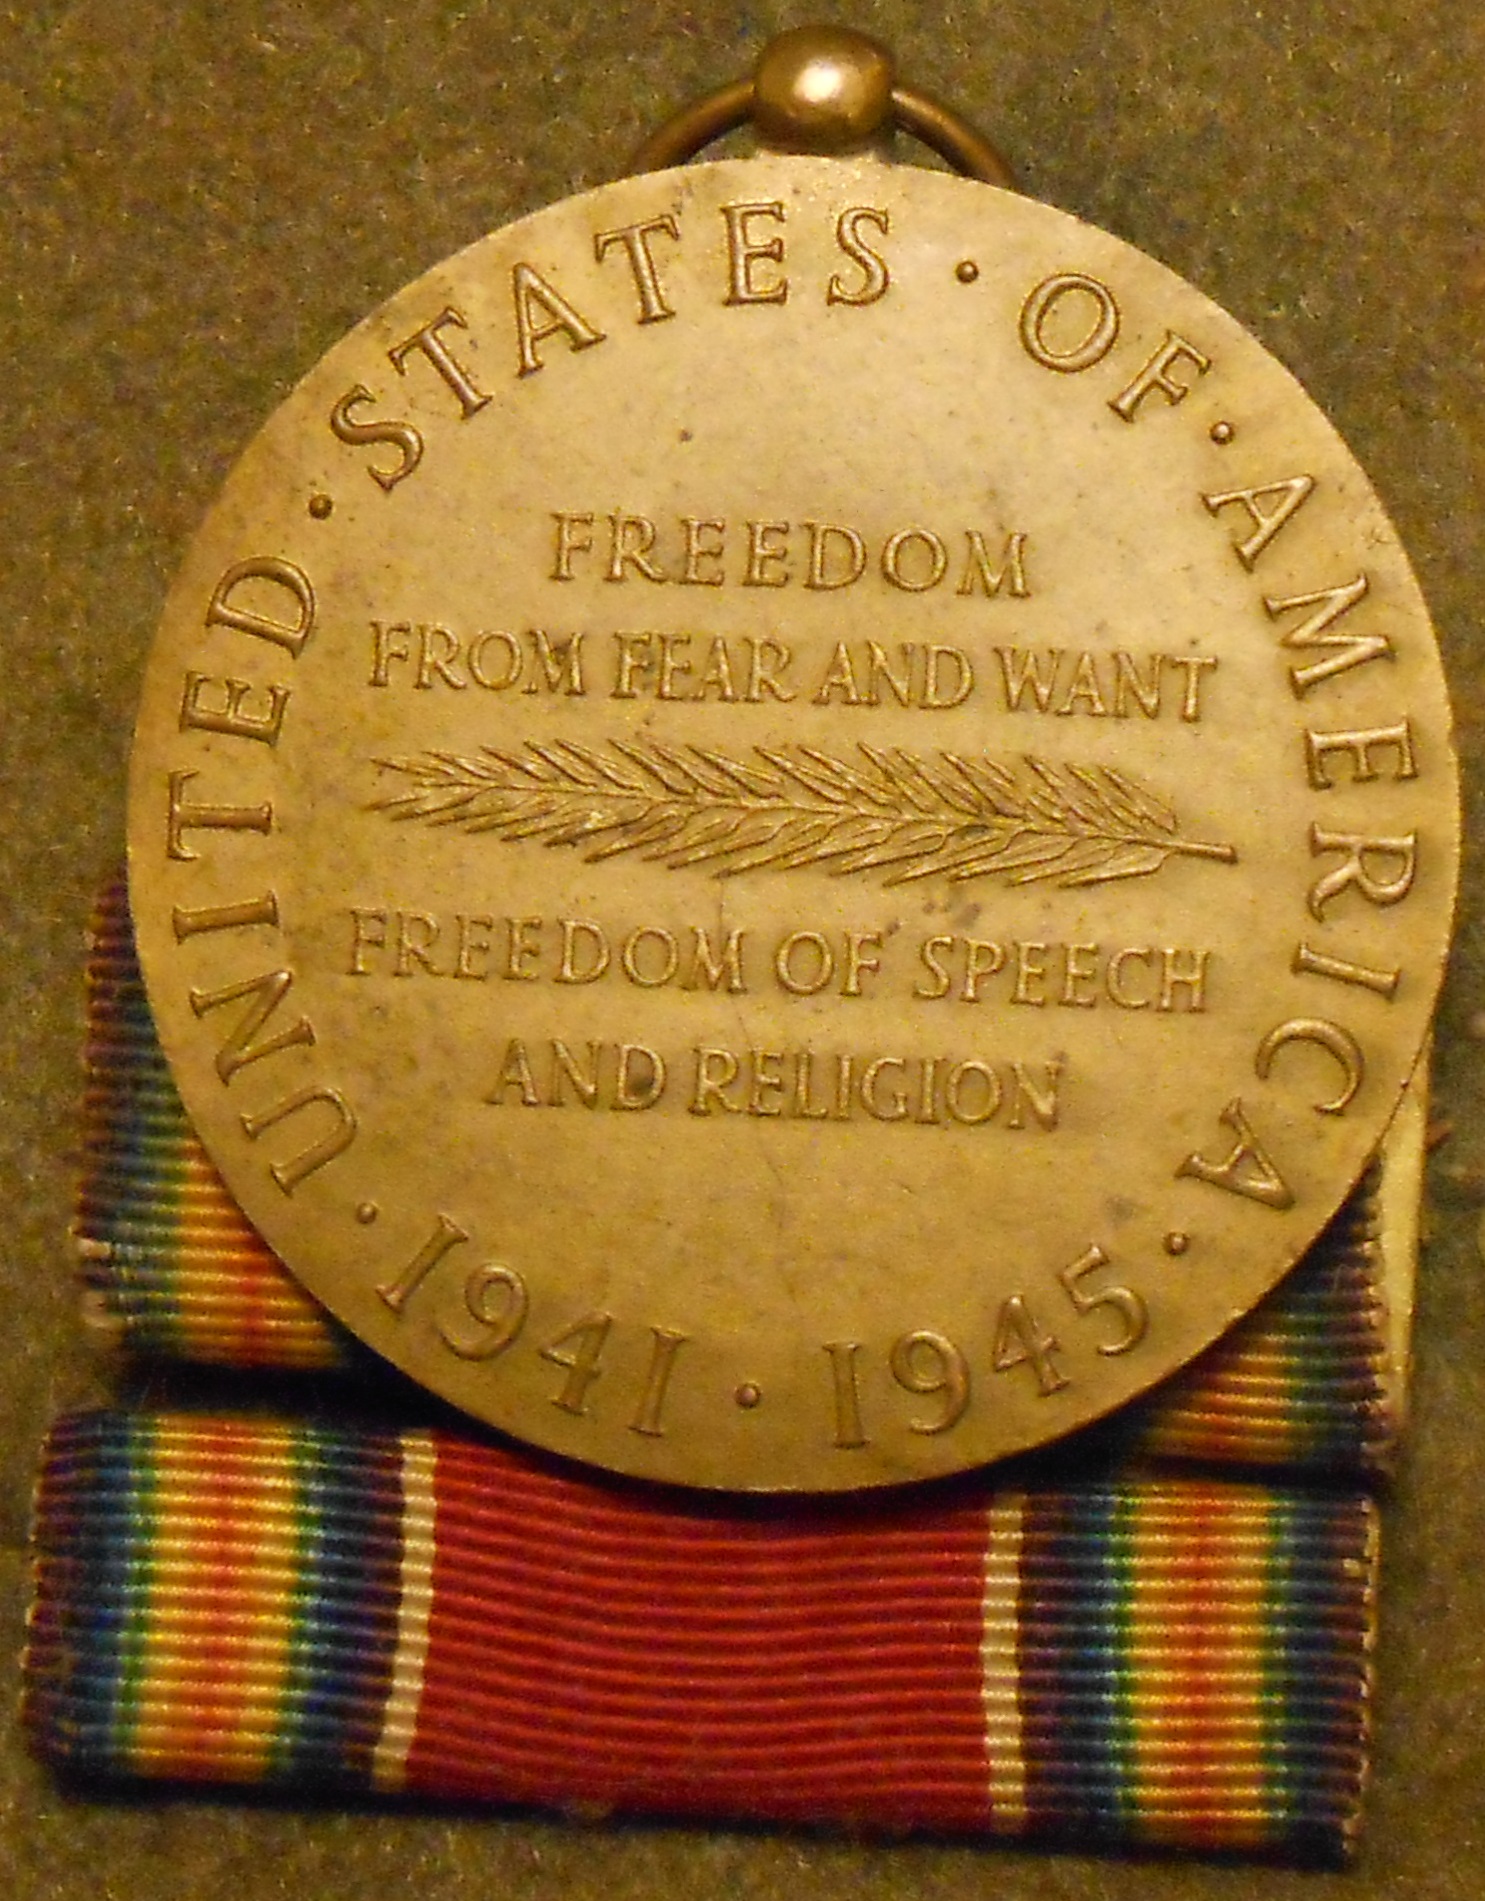 UNITED · STATES · OF · AMERICA ·
FREEDOM
FROM FEAR AND WANT
FREEDOM OF SPEECH
AND RELIGION
· 1941 · 1945 ·